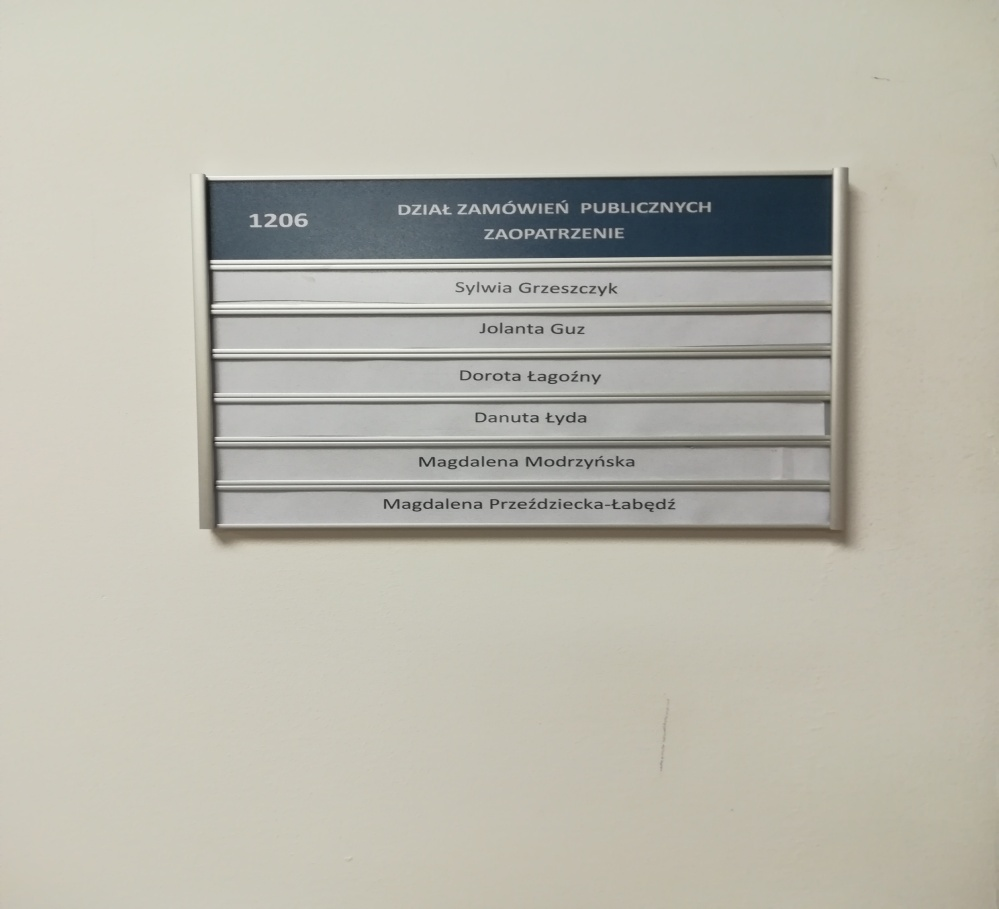 1206
DZIAŁ ZAMÓWIEŃ PUBLICZNYCH
ZAOPATRZENIE
Sylwia Grzeszczyk
Jolanta Guz
Dorota Łagoźny
Danuta Łyda
Magdalena Modrzyńska
Magdalena Przeździecka-Łabędź